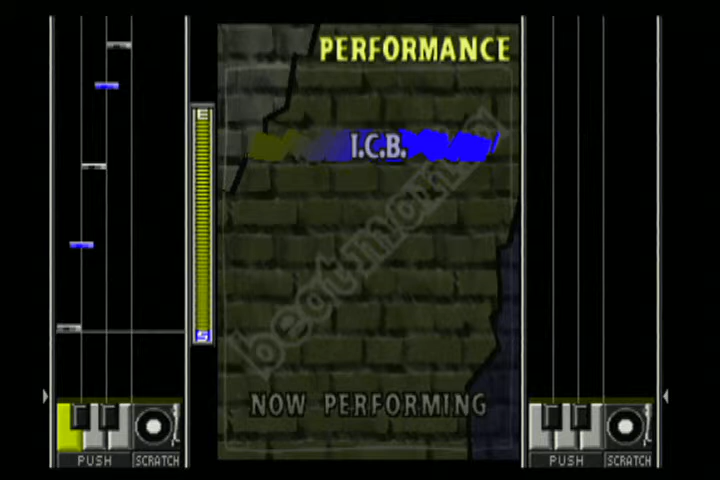 PERFORMANCE
E
I.C.B.
beatmania
S
NOW PERFORMING
PUSH SCRATCH
PUSH SCRATCH